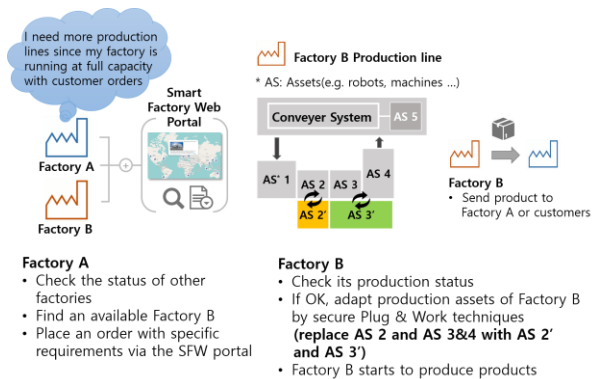 I need more production
lines since my factory is
running at full capacity
with customer orders
Smart
Factory Web
Portal
Factory A
Factory B
Factory B Production line
* AS: Assets(e.g. robots, machines ...)
Conveyer System
AS 5
AS' 1
AS 2
AS 3
AS 4
AS 2'
AS 3'
Factory B
• Send product to
Factory A or customers
Factory A
• Check the status of other
factories
• Find an available Factory B
• Place an order with specific
requirements via the SFW portal
Factory B
• Check its production status
• If OK, adapt production assets of Factory B
by secure Plug & Work techniques
(replace AS 2 and AS 3&4 with AS 2'
and AS 3')
• Factory B starts to produce products